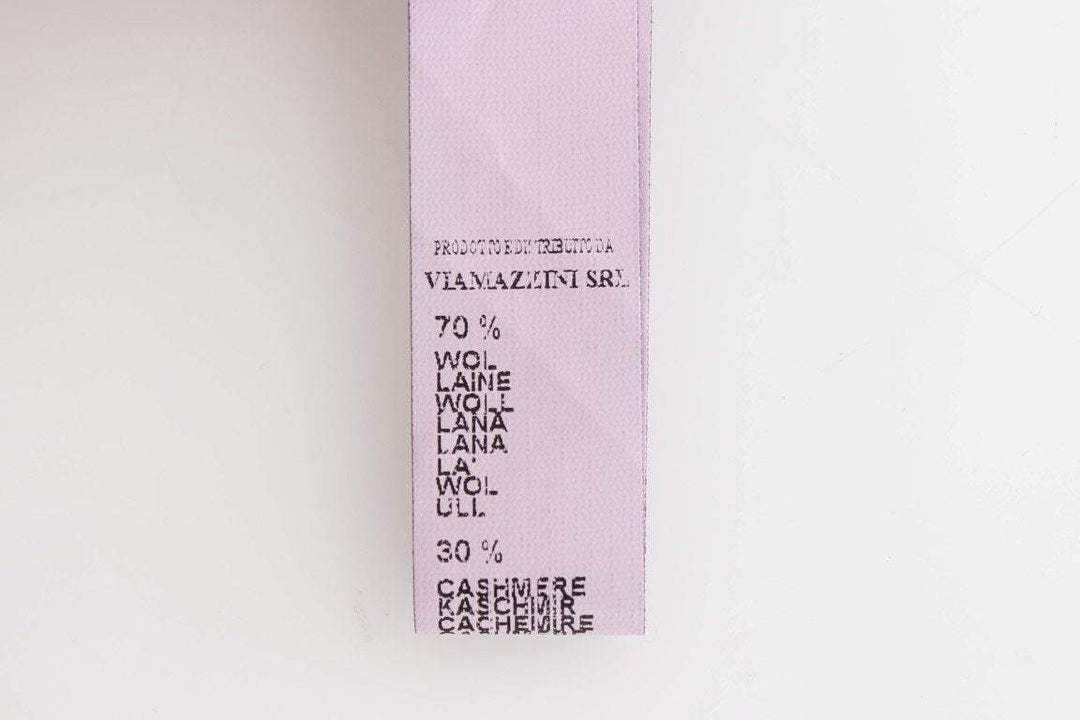 PRODOTTO E DISTRIBUITO DA
VIAMAZZINI SRL
70 %
WOL
LAINE
WOLL
LANA
LANA
LA'
WOL
ULL
30 %
CASHMERE
KASCHMIR
CACHEMIRE